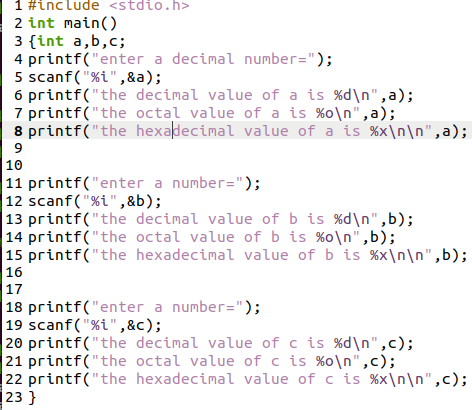 1 #include <stdio.h>
2 int main()
3 {int a,b,c;
4 printf("enter a decimal number=");
5 scanf("%i",&a);
6 printf("the decimal value of a is %d\n",a);
7 printf("the octal value of a is %o\n",a);
8 printf("the hexadecimal value of a is %x\n\n",a);
9
10
11 printf("enter a number=");
12 scanf("%i",&b);
13 printf("the decimal value of b is %d\n",b);
14 printf("the octal value of b is %o\n",b);
15 printf("the hexadecimal value of b is %x\n\n",b);
16
17
18 printf("enter a number=");
19 scanf("%i",&c);
20 printf("the decimal value of c is %d\n",c);
21 printf("the octal value of c is %o\n",c);
22 printf("the hexadecimal value of c is %x\n\n",c);
23 }